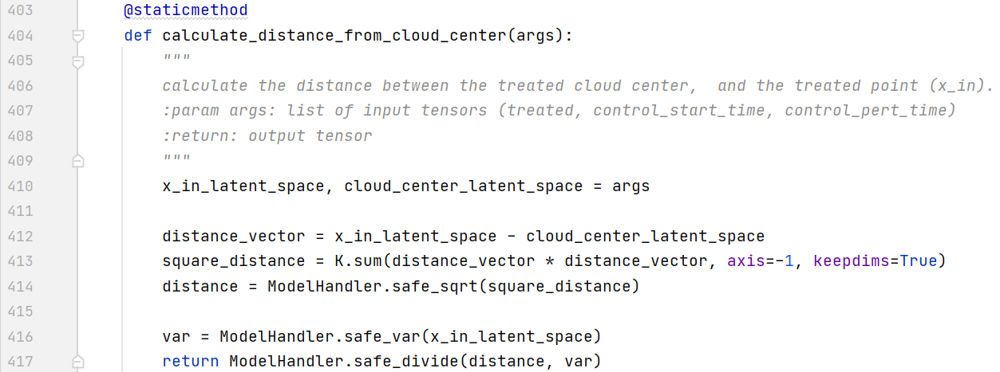 403 @staticmethod
404 def calculate_distance_from_cloud_center(args):
405 """
406 calculate the distance between the treated cloud center,  and the treated point (x_in).
407 :param args: list of input tensors (treated, control_start_time, control_pert_time)
408 :return: output tensor
409 """
410 x_in_latent_space, cloud_center_latent_space = args
411
412 distance_vector = x_in_latent_space - cloud_center_latent_space
413 square_distance = K.sum(distance_vector * distance_vector, axis=-1, keepdims=True)
414 distance = ModelHandler.safe_sqrt(square_distance)
415
416 var = ModelHandler.safe_var(x_in_latent_space)
417 return ModelHandler.safe_divide(distance, var)